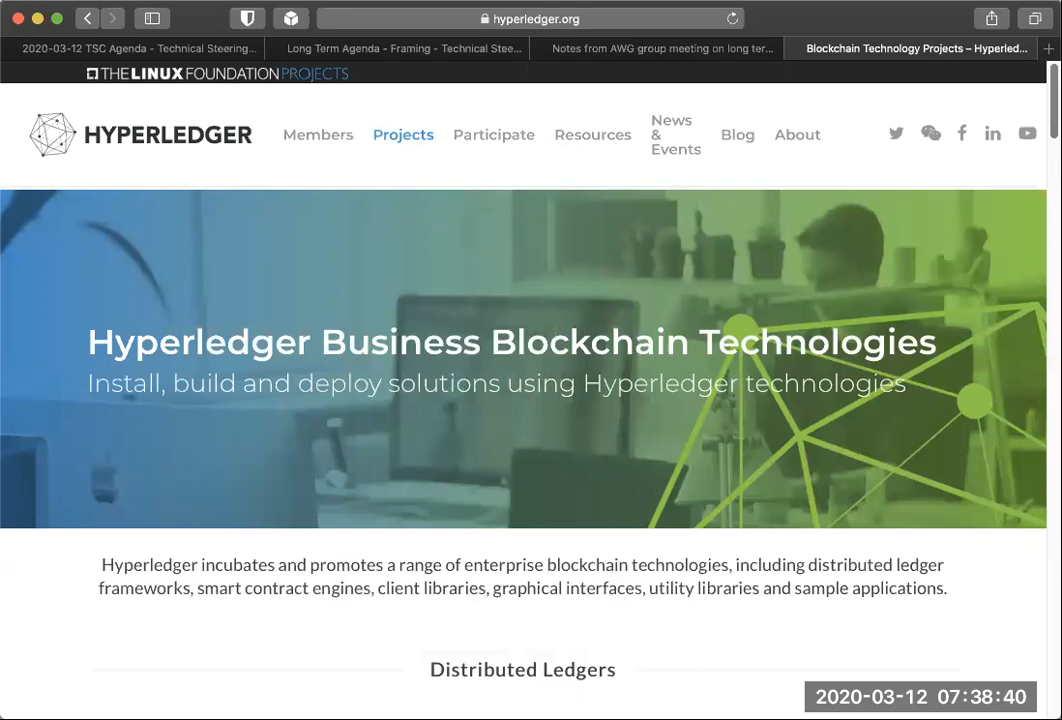 hyperledger.org
2020-03-12 TSC Agenda - Technical Steering...
Long Term Agenda - Framing - Technical Stee...
Notes from AWG group meeting on long ter...
Blockchain Technology Projects – Hyperled...
THE LINUX FOUNDATION PROJECTS
HYPERLEDGER
Members
Projects
Participate
Resources
News
&
Events
Blog
About
Hyperledger Business Blockchain Technologies
Install, build and deploy solutions using Hyperledger technologies
Hyperledger incubates and promotes a range of enterprise blockchain technologies, including distributed ledger
frameworks, smart contract engines, client libraries, graphical interfaces, utility libraries and sample applications.
Distributed Ledgers
2020-03-12 07:38:40